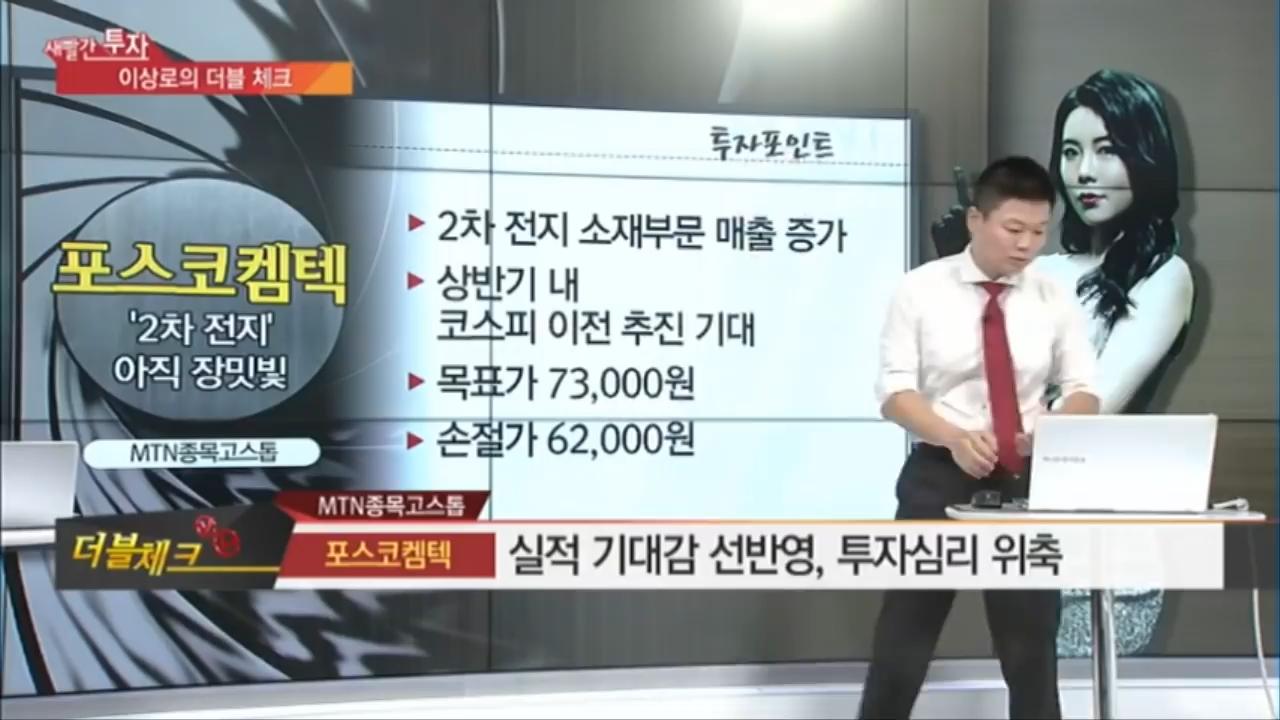 새빨간 투자
이상로의 더블 체크
투자포인트
포스코켐텍
'2차 전지'
아직 장밋빛
MTN종목고스톱
▶ 2차 전지 소재부문 매출 증가
▶ 상반기 내
코스피 이전 추진 기대
▶ 목표가 73,000원
▶ 손절가 62,000원
MTN종목고스톱
더블체크
포스코켐텍
실적 기대감 선반영, 투자심리 위축